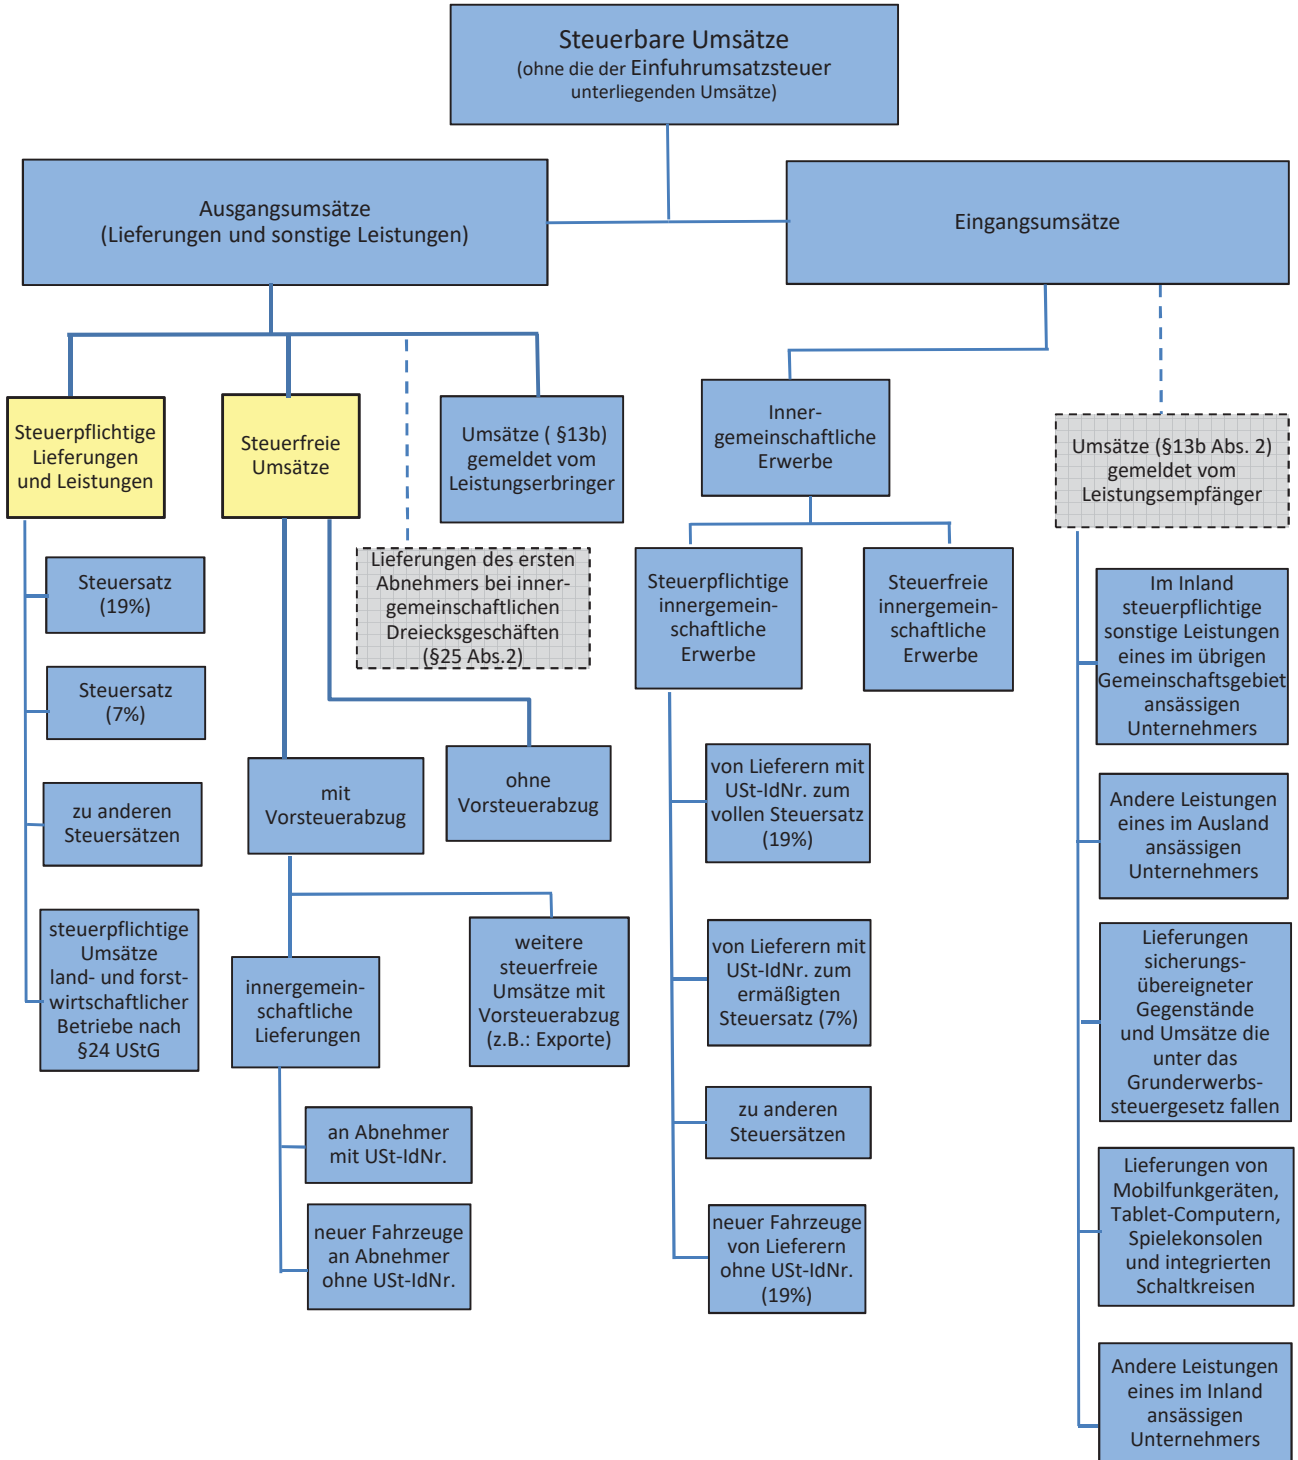 Steuerbare Umsätze
(ohne die der Einfuhrumsatzsteuer
unterliegenden Umsätze)
Ausgangsumsätze
(Lieferungen und sonstige Leistungen)
Eingangsumsätze
Steuerpflichtige
Lieferungen
und Leistungen
Steuerfreie
Umsätze
Umsätze ( §13b)
gemeldet vom
Leistungserbringer
Inner-
gemeinschaftliche
Erwerbe
Umsätze (§13b Abs. 2)
gemeldet vom
Leistungsempfänger
Lieferungen des ersten
Abnehmers bei inner-
gemeinschaftlichen
Dreiecksgeschäften
(§25 Abs.2)
Steuersatz
(19%)
Steuersatz
(7%)
zu anderen
Steuersätzen
steuerpflichtige
Umsätze
land- und forst-
wirtschaftlicher
Betriebe nach
§24 UStG
mit
Vorsteuerabzug
ohne
Vorsteuerabzug
innergemein-
schaftliche
Lieferungen
weitere
steuerfreie
Umsätze mit
Vorsteuerabzug
(z.B.: Exporte)
an Abnehmer
mit USt-IdNr.
neuer Fahrzeuge
an Abnehmer
ohne USt-IdNr.
Steuerpflichtige
innergemein-
schaftliche
Erwerbe
Steuerfreie
innergemein-
schaftliche
Erwerbe
von Lieferern mit
USt-IdNr. zum
vollen Steuersatz
(19%)
von Lieferern mit
USt-IdNr. zum
ermäßigten
Steuersatz (7%)
zu anderen
Steuersätzen
neuer Fahrzeuge
von Lieferern
ohne USt-IdNr.
(19%)
Im Inland
steuerpflichtige
sonstige Leistungen
eines im übrigen
Gemeinschaftsgebiet
ansässigen
Unternehmers
Andere Leistungen
eines im Ausland
ansässigen
Unternehmers
Lieferungen
sicherungs-
übereigneter
Gegenstände
und Umsätze die
unter das
Grunderwerbs-
steuergesetz fallen
Lieferungen von
Mobilfunkgeräten,
Tablet-Computern,
Spielekonsolen
und integrierten
Schaltkreisen
Andere Leistungen
eines im Inland
ansässigen
Unternehmers